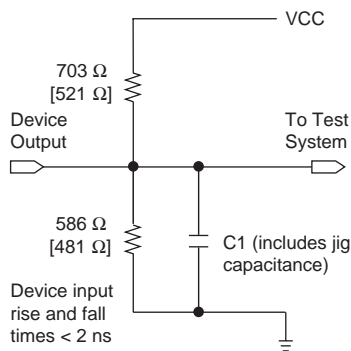 VCC
703 Ω
[521 Ω]
Device
Output
To Test
System
586 Ω
[481 Ω]
C1 (includes jig
capacitance)
Device input
rise and fall
times < 2 ns